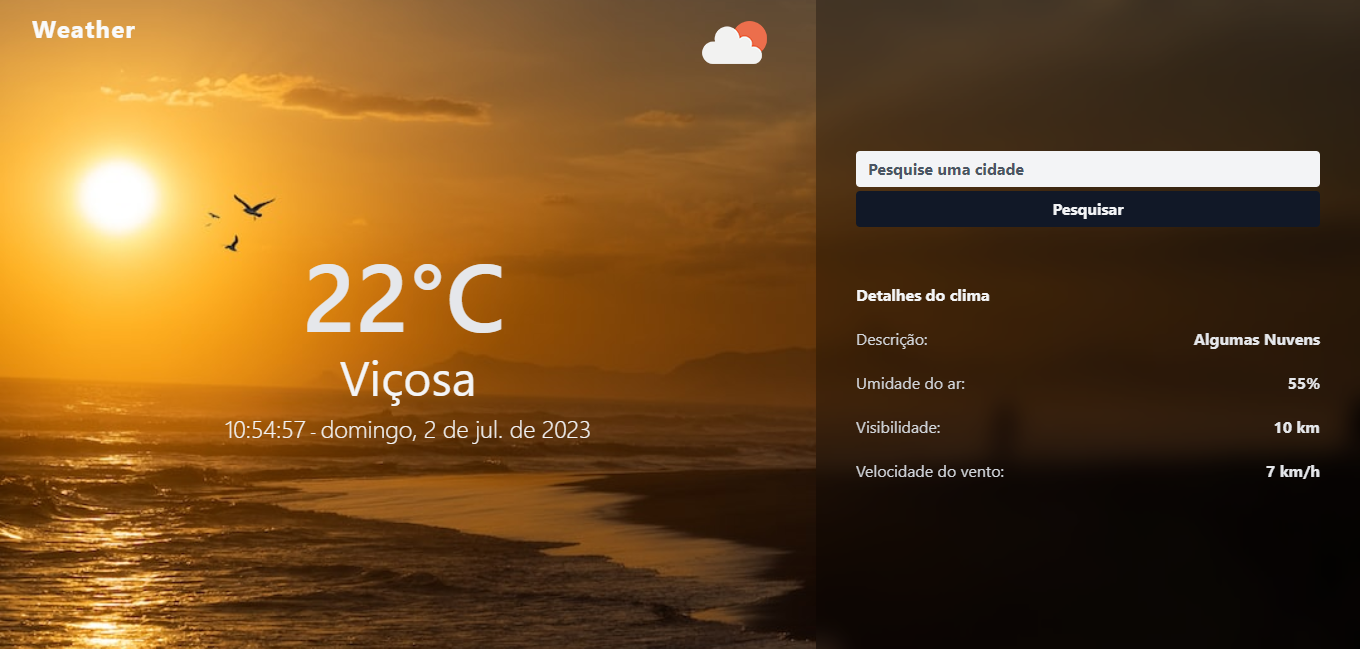 Weather
22°C
Viçosa
10:54:57 - domingo, 2 de jul. de 2023
Pesquise uma cidade
Pesquisar
Detalhes do clima
Descrição: Algumas Nuvens
Umidade do ar: 55%
Visibilidade: 10 km
Velocidade do vento: 7 km/h